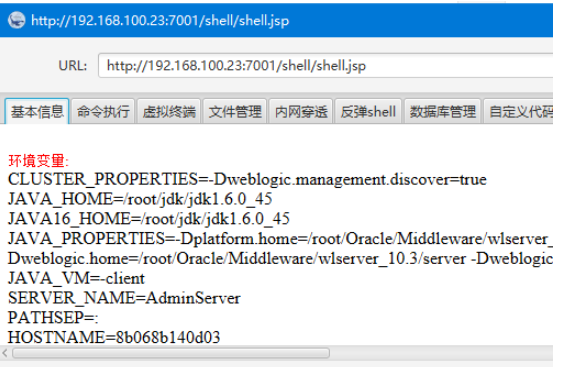 http://192.168.100.23:7001/shell/shell.jsp
URL: http://192.168.100.23:7001/shell/shell.jsp
基本信息 命令执行 虚拟终端 文件管理 内网穿透 反弹shell 数据库管理 自定义代码
环境变量:
CLUSTER_PROPERTIES=-Dweblogic.management.discover=true
JAVA_HOME=/root/jdk/jdk1.6.0_45
JAVA16_HOME=/root/jdk/jdk1.6.0_45
JAVA_PROPERTIES=-Dplatform.home=/root/Oracle/Middleware/wlserver_
Dweblogic.home=/root/Oracle/Middleware/wlserver_10.3/server -Dweblogic
JAVA_VM=-client
SERVER_NAME=AdminServer
PATHSEP=:
HOSTNAME=8b068b140d03